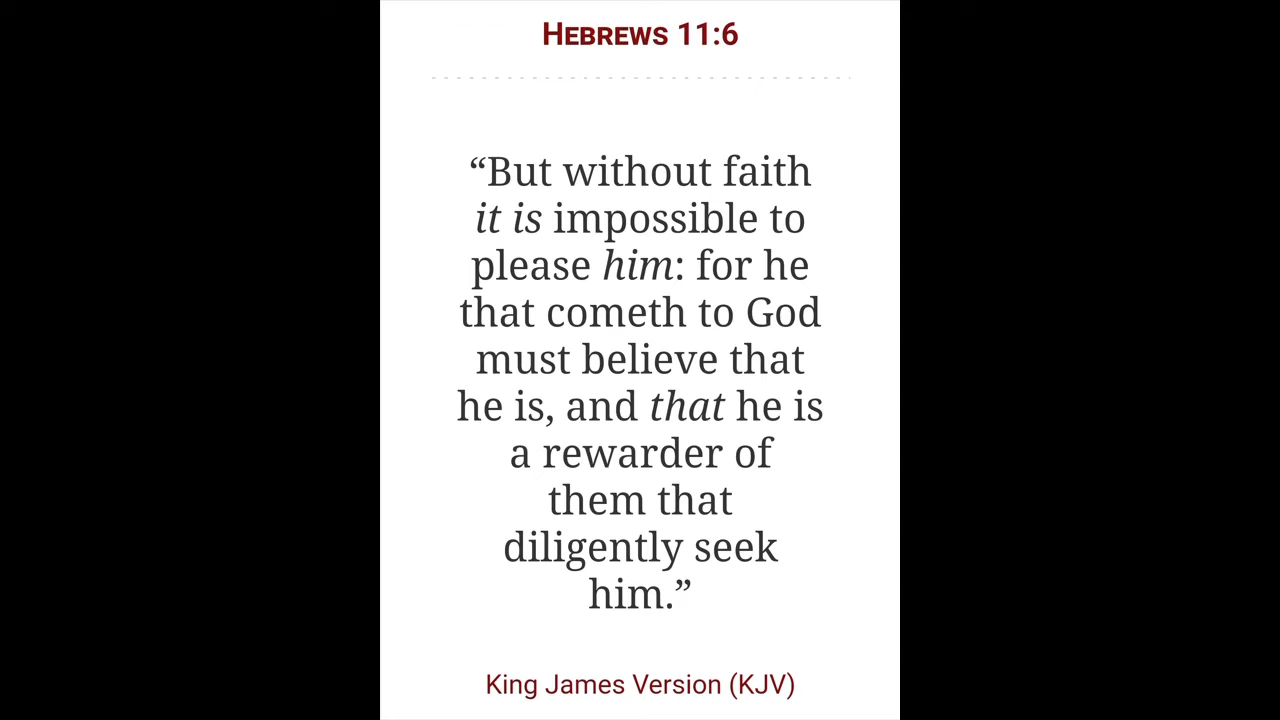 Hebrews 11:6
“But without faith
it is impossible to
please him: for he
that cometh to God
must believe that
he is, and that he is
a rewarder of
them that
diligently seek
him.”
King James Version (KJV)